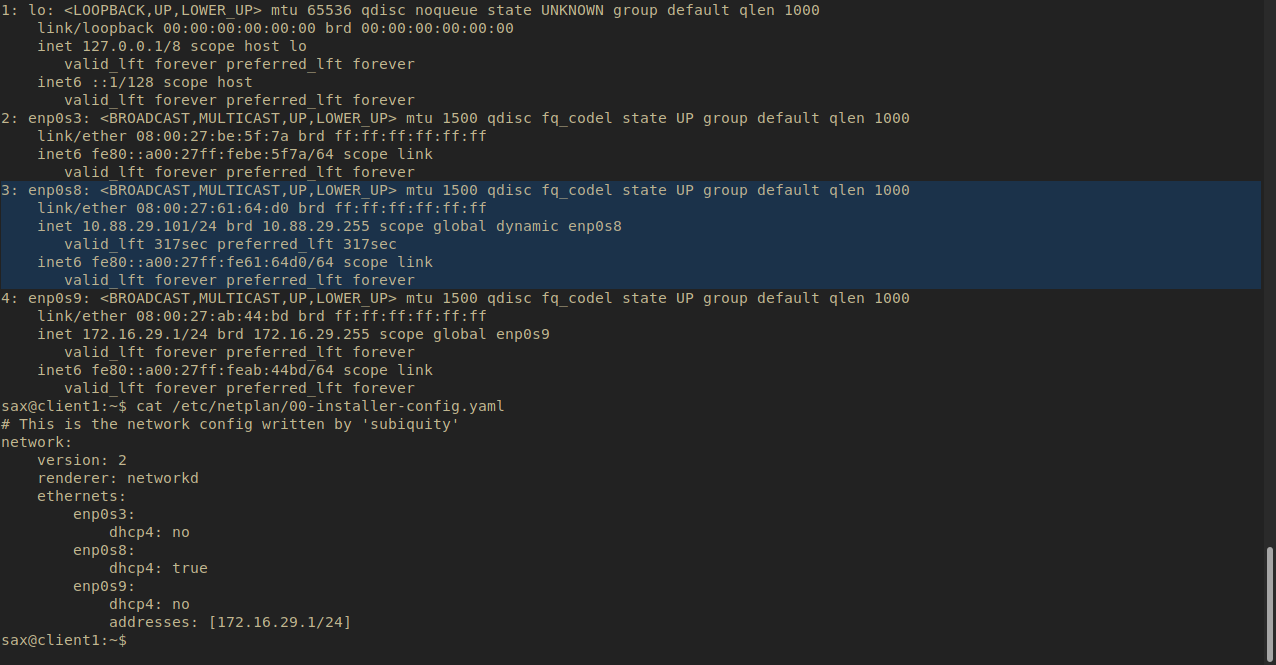 1: lo: <LOOPBACK,UP,LOWER_UP> mtu 65536 qdisc noqueue state UNKNOWN group default qlen 1000
    link/loopback 00:00:00:00:00:00 brd 00:00:00:00:00:00
    inet 127.0.0.1/8 scope host lo
       valid_lft forever preferred_lft forever
    inet6 ::1/128 scope host
       valid_lft forever preferred_lft forever
2: enp0s3: <BROADCAST,MULTICAST,UP,LOWER_UP> mtu 1500 qdisc fq_codel state UP group default qlen 1000
    link/ether 08:00:27:be:5f:7a brd ff:ff:ff:ff:ff:ff
    inet6 fe80::a00:27ff:febe:5f7a/64 scope link
       valid_lft forever preferred_lft forever
3: enp0s8: <BROADCAST,MULTICAST,UP,LOWER_UP> mtu 1500 qdisc fq_codel state UP group default qlen 1000
    link/ether 08:00:27:61:64:d0 brd ff:ff:ff:ff:ff:ff
    inet 10.88.29.101/24 brd 10.88.29.255 scope global dynamic enp0s8
       valid_lft 317sec preferred_lft 317sec
    inet6 fe80::a00:27ff:fe61:64d0/64 scope link
       valid_lft forever preferred_lft forever
4: enp0s9: <BROADCAST,MULTICAST,UP,LOWER_UP> mtu 1500 qdisc fq_codel state UP group default qlen 1000
    link/ether 08:00:27:ab:44:bd brd ff:ff:ff:ff:ff:ff
    inet 172.16.29.1/24 brd 172.16.29.255 scope global enp0s9
       valid_lft forever preferred_lft forever
    inet6 fe80::a00:27ff:feab:44bd/64 scope link
       valid_lft forever preferred_lft forever
sax@client1:~$ cat /etc/netplan/00-installer-config.yaml
# This is the network config written by 'subiquity'
network:
    version: 2
    renderer: networkd
    ethernets:
        enp0s3:
            dhcp4: no
        enp0s8:
            dhcp4: true
        enp0s9:
            dhcp4: no
            addresses: [172.16.29.1/24]
sax@client1:~$